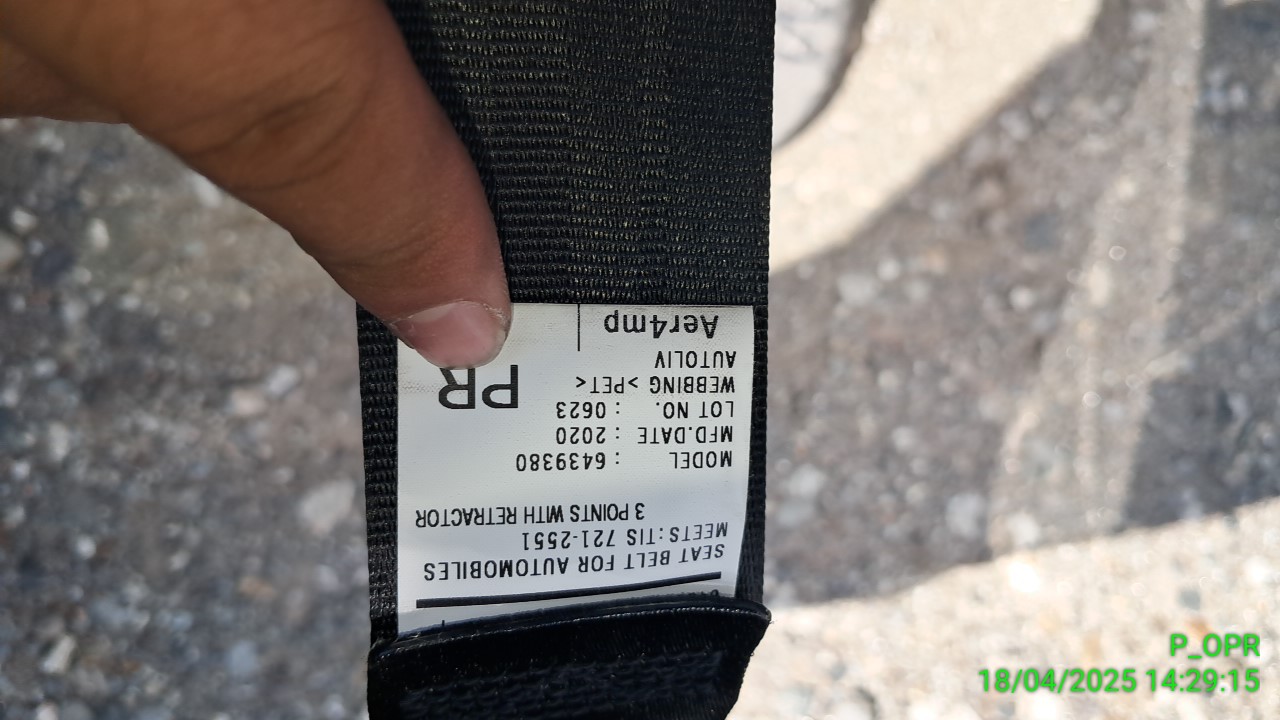 SEAT BELT FOR AUTOMOBILES
MEETS:TIS 721-2551
3 POINTS WITH RETRACTOR
MODEL : 6439380
MFD.DATE : 2020
LOT NO. : 0623
WEBBING >PET<
PR
AUTOLIV
Aer4mp
P_OPR
18/04/2025 14:29:15